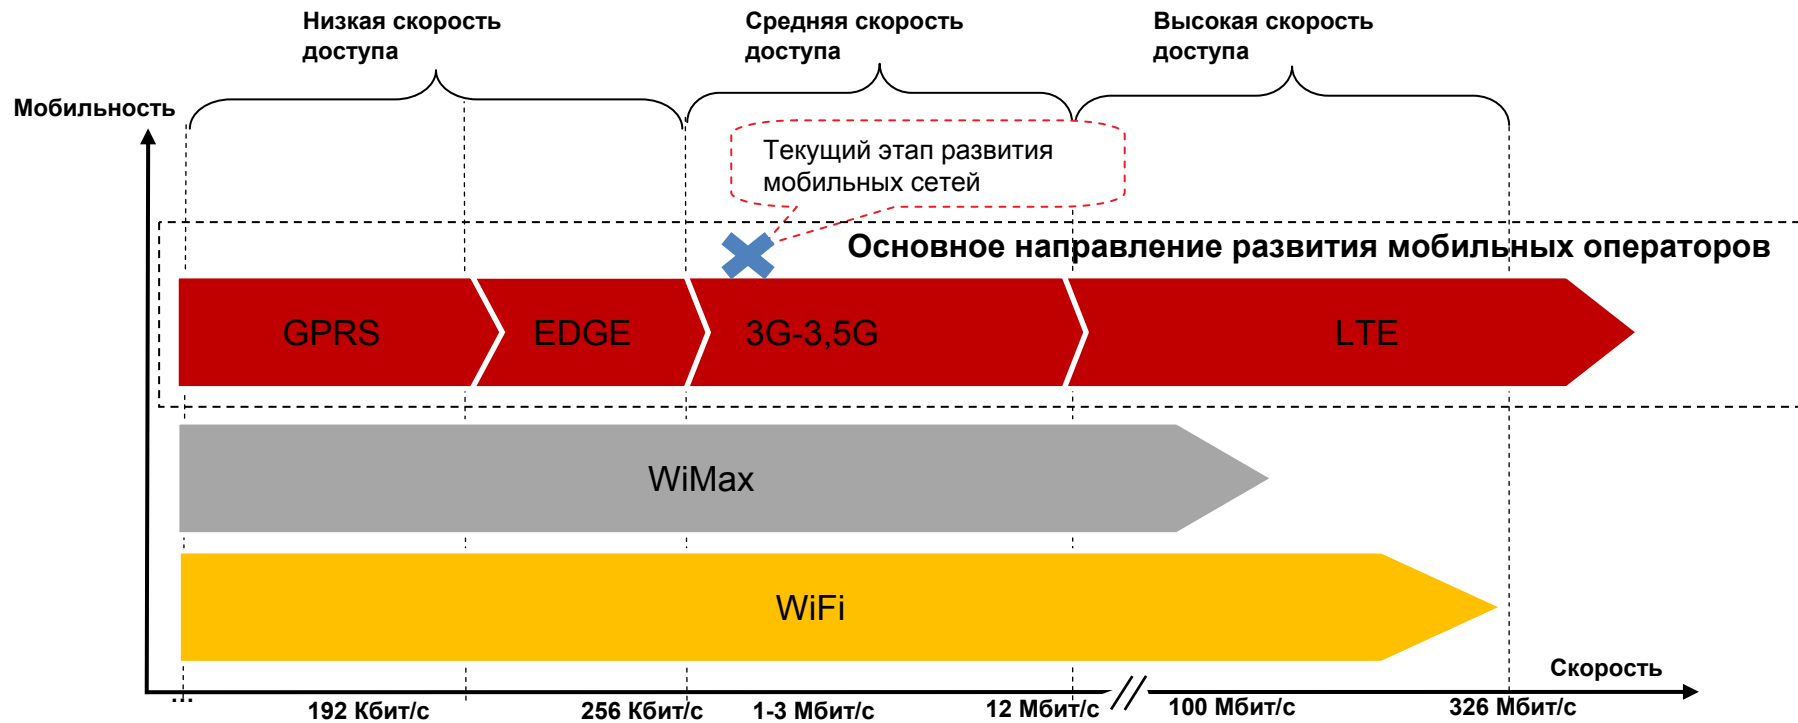 Низкая скорость
доступа
Средняя скорость
доступа
Высокая скорость
доступа
Мобильность
Текущий этап развития
мобильных сетей
Основное направление развития мобильных операторов
GPRS
EDGE
3G-3,5G
LTE
WiMax
WiFi
Скорость
...
192 Кбит/с
256 Кбит/с
1-3 Мбит/с
12 Мбит/с
100 Мбит/с
326 Мбит/с